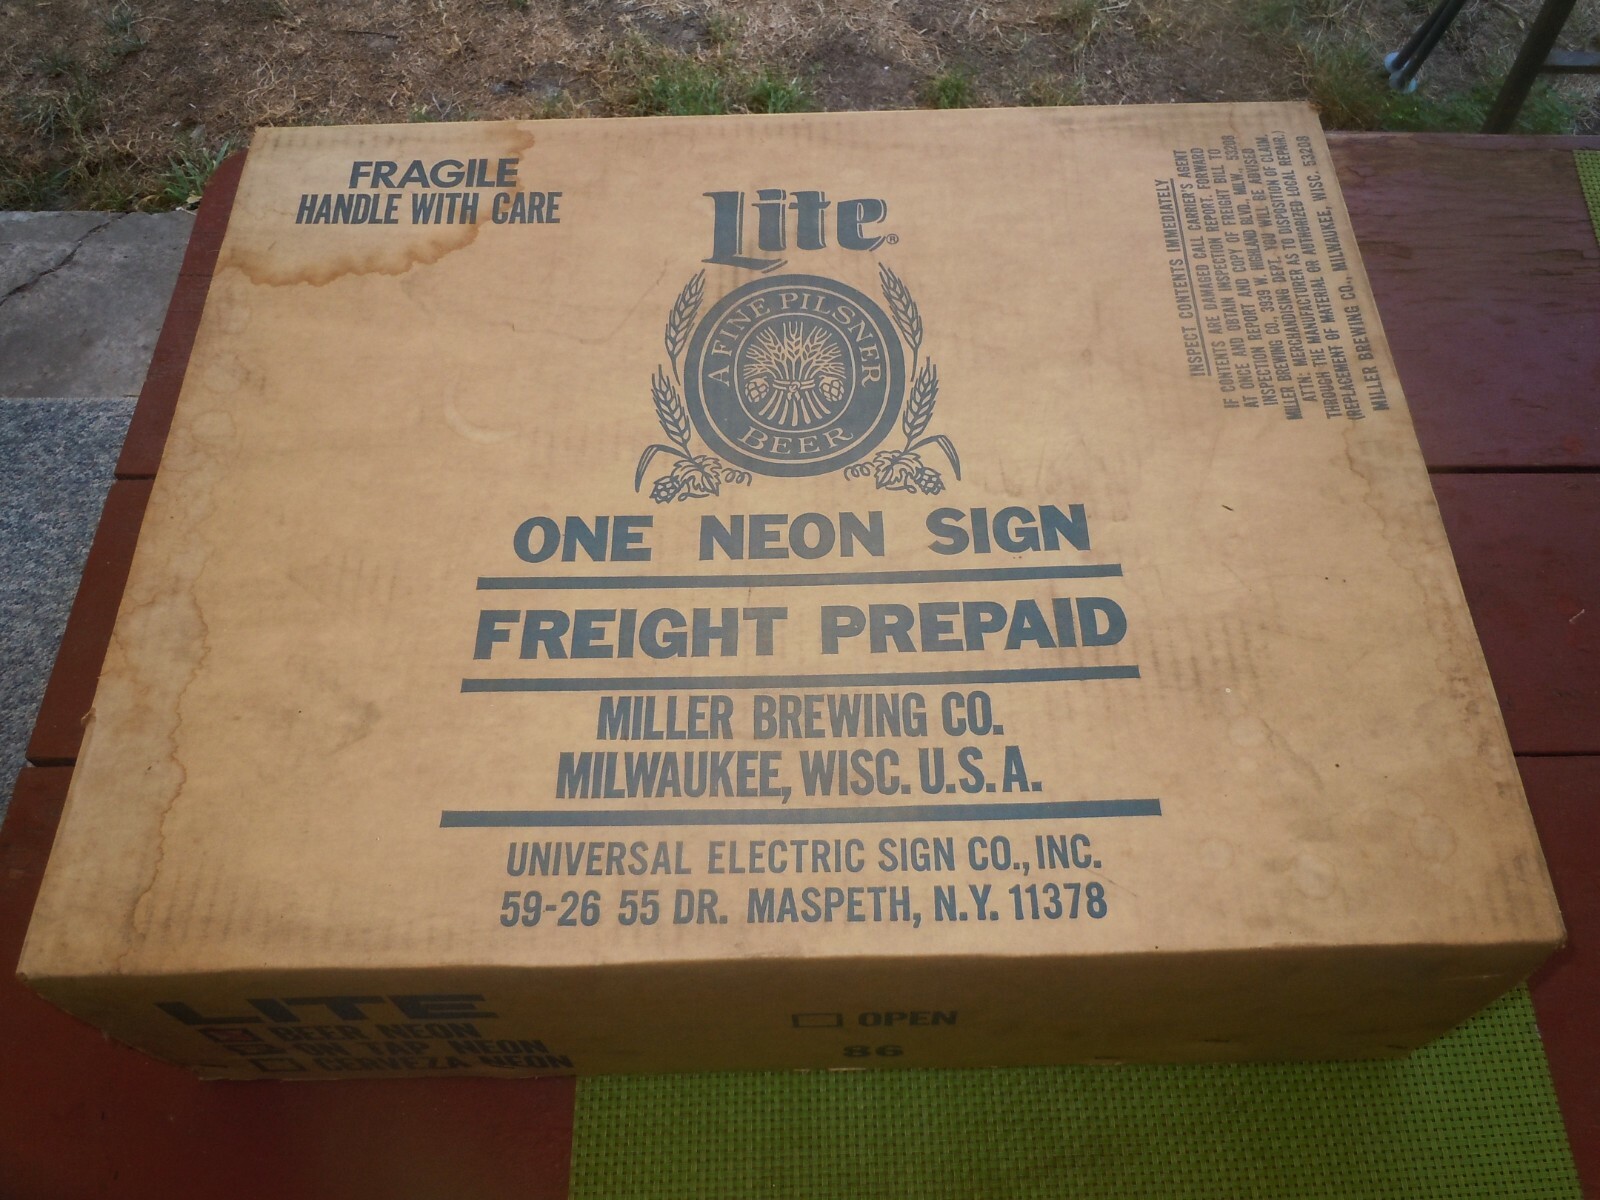 FRAGILE
HANDLE WITH CARE
Lite®
A FINE PILSNER
BEER
ONE NEON SIGN
FREIGHT PREPAID
MILLER BREWING CO.
MILWAUKEE, WISC. U.S.A.
UNIVERSAL ELECTRIC SIGN CO., INC.
59-26 55 DR. MASPETH, N.Y. 11378
INSPECT CONTENTS IMMEDIATELY
IF CONTENTS ARE DAMAGED CALL CARRIER'S AGENT
AT ONCE AND OBTAIN INSPECTION REPORT. FORWARD
INSPECTION REPORT AND COPY OF FREIGHT BILL TO
MILLER BREWING CO., 3939 W. HIGHLAND BLVD. MILW., 53208
ATTN: MERCHANDISING DEPT. YOU WILL BE ADVISED
THROUGH THE MANUFACTURER AS TO DISPOSITION OF CLAIM.
(REPLACEMENT OF MATERIAL OR AUTHORIZED LOCAL REPAIR.)
MILLER BREWING CO., MILWAUKEE, WISC. 53208
LITE
BEER NEON
ON TAP NEON
CERVEZA NEON
OPEN
86